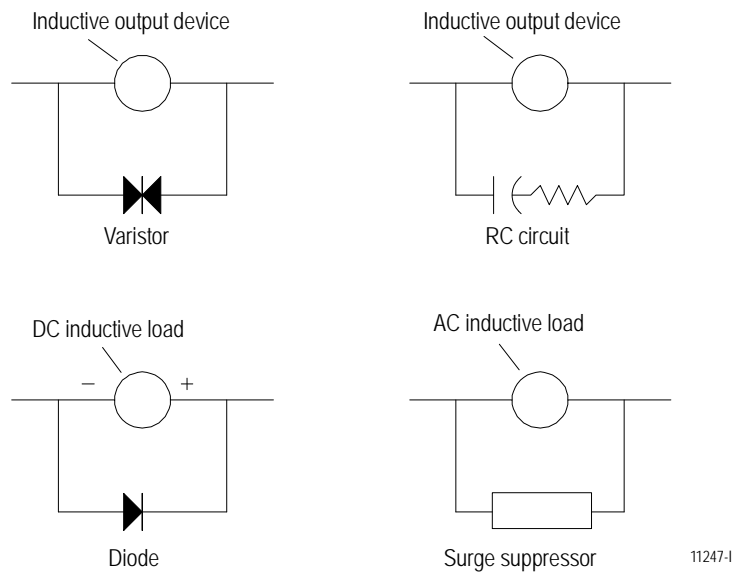 Inductive output device
Inductive output device
Varistor
RC circuit
DC inductive load
AC inductive load
− +
Diode
Surge suppressor
11247-I